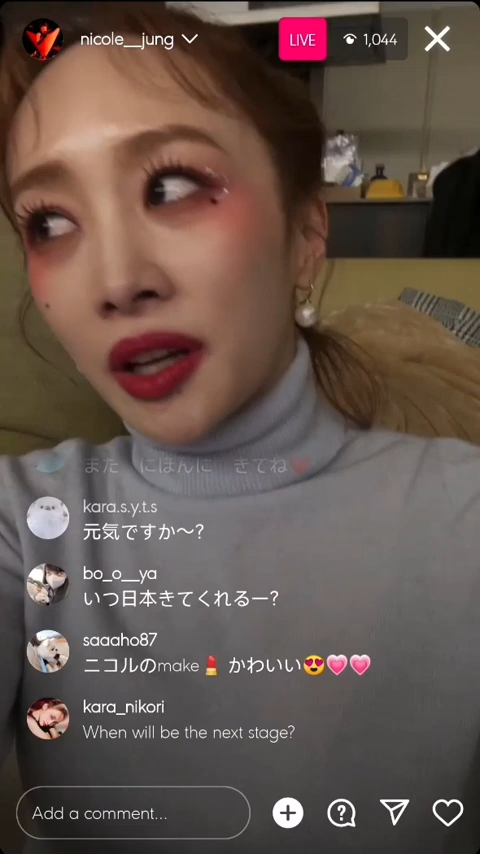 nicole__jung
LIVE
1,044
また にほんに きてね
kara.s.y.t.s
元気ですか〜?
bo_o__ya
いつ日本きてくれるー?
saaaho87
ニコルのmake💄 かわいい😍💗💗
kara_nikori
When will be the next stage?
Add a comment...